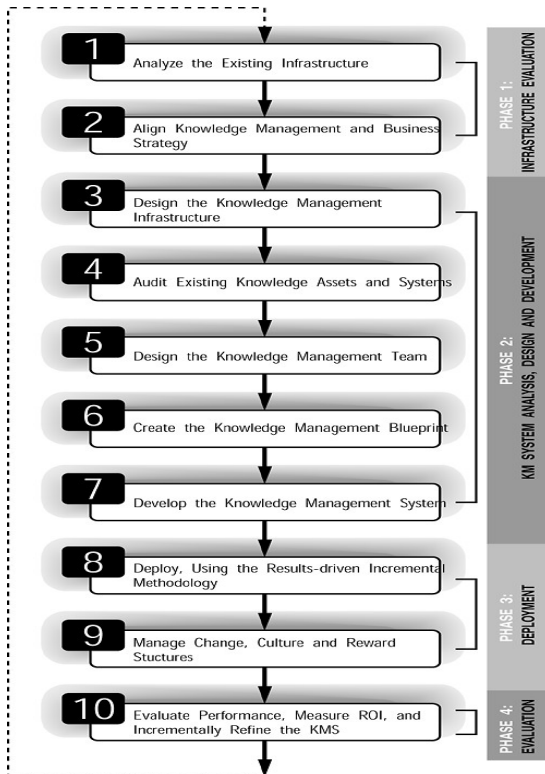 1
Analyze the Existing Infrastructure
2
Align Knowledge Management and Business
Strategy
3
Design the Knowledge Management
Infrastructure
4
Audit Existing Knowledge Assets and Systems
5
Design the Knowledge Management Team
6
Create the Knowledge Management Blueprint
7
Develop the Knowledge Management System
8
Deploy, Using the Results-driven Incremental
Methodology
9
Manage Change, Culture and Reward
Stuctures
10
Evaluate Performance, Measure ROI, and
Incrementally Refine the KMS
PHASE 1:
INFRASTRUCTURE EVALUATION
PHASE 2:
KM SYSTEM ANALYSIS, DESIGN AND DEVELOPMENT
PHASE 3:
DEPLOYMENT
PHASE 4:
EVALUATION